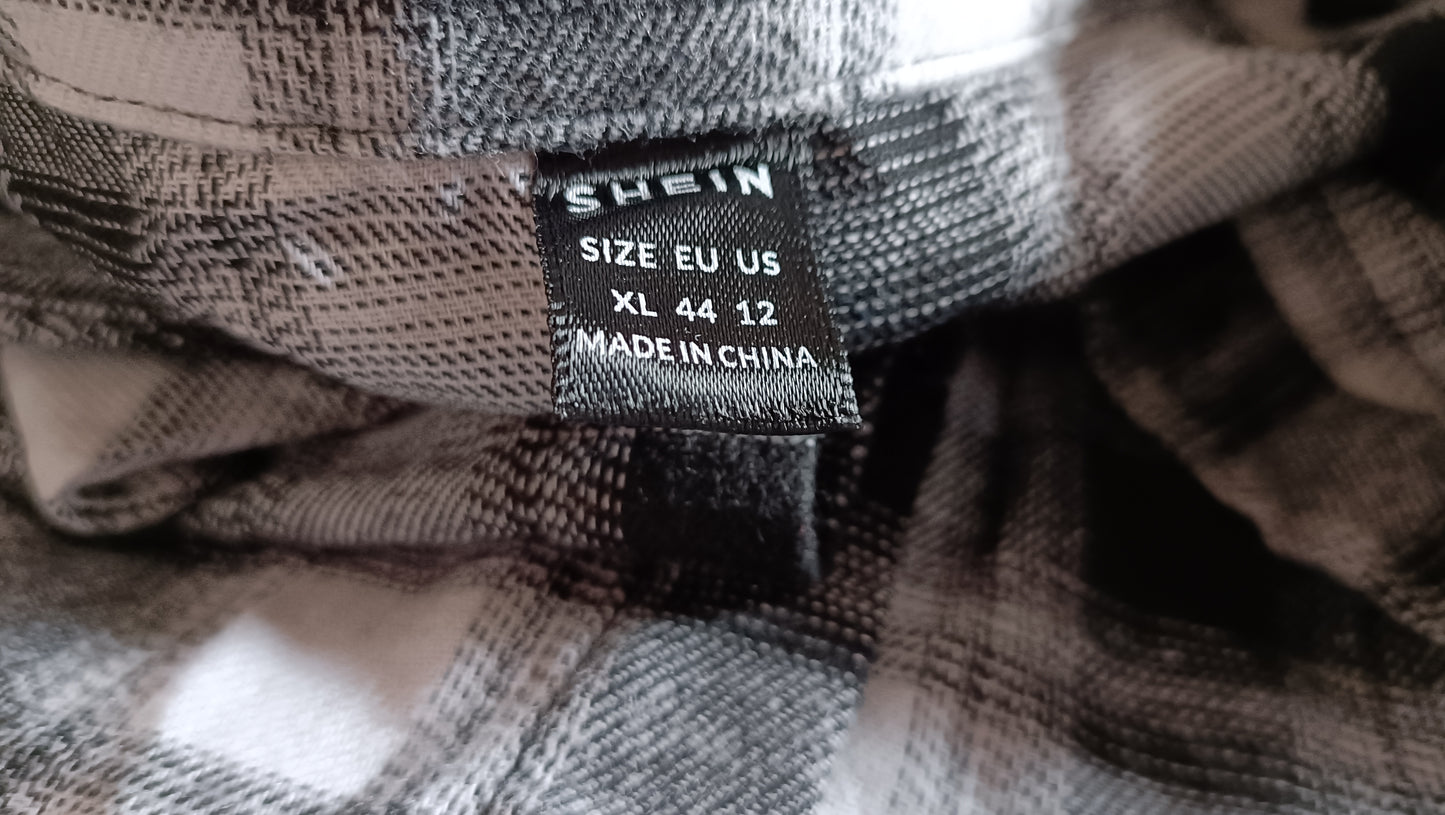 SHEIN
SIZE EU US
XL 44 12
MADE IN CHINA